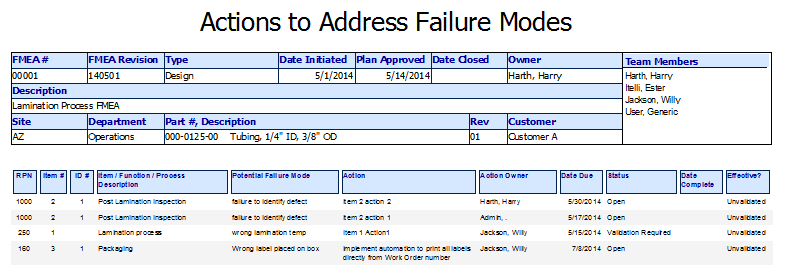 Actions to Address Failure Modes
FMEA # FMEA Revision Type Date Initiated Plan Approved Date Closed Owner Team Members
00001 140501 Design 5/1/2014 5/14/2014 Harth, Harry Harth, Harry
Itelli, Ester
Description Jackson, Willy
Lamination Process FMEA User, Generic
Site Department Part #, Description Rev Customer
AZ Operations 000-0125-00 Tubing, 1/4" ID, 3/8" OD 01 Customer A
RPN Item # ID # Item / Function / Process Potential Failure Mode Action Action Owner Date Due Status Date Effective?
Description Complete
1000 2 1 Post Lamination Inspection failure to identify defect Item 2 action 2 Harth, Harry 5/30/2014 Open Unvalidated
1000 2 1 Post Lamination Inspection failure to identify defect Item 2 action 1 Admin, . 5/17/2014 Open Unvalidated
250 1 1 Lamination process wrong lamination temp Item 1 Action1 Jackson, Willy 5/15/2014 Validation Required Unvalidated
160 3 1 Packaging Wrong label placed on box Implement automation to print all labels Jackson, Willy 7/8/2014 Open Unvalidated
directly from Work Order number